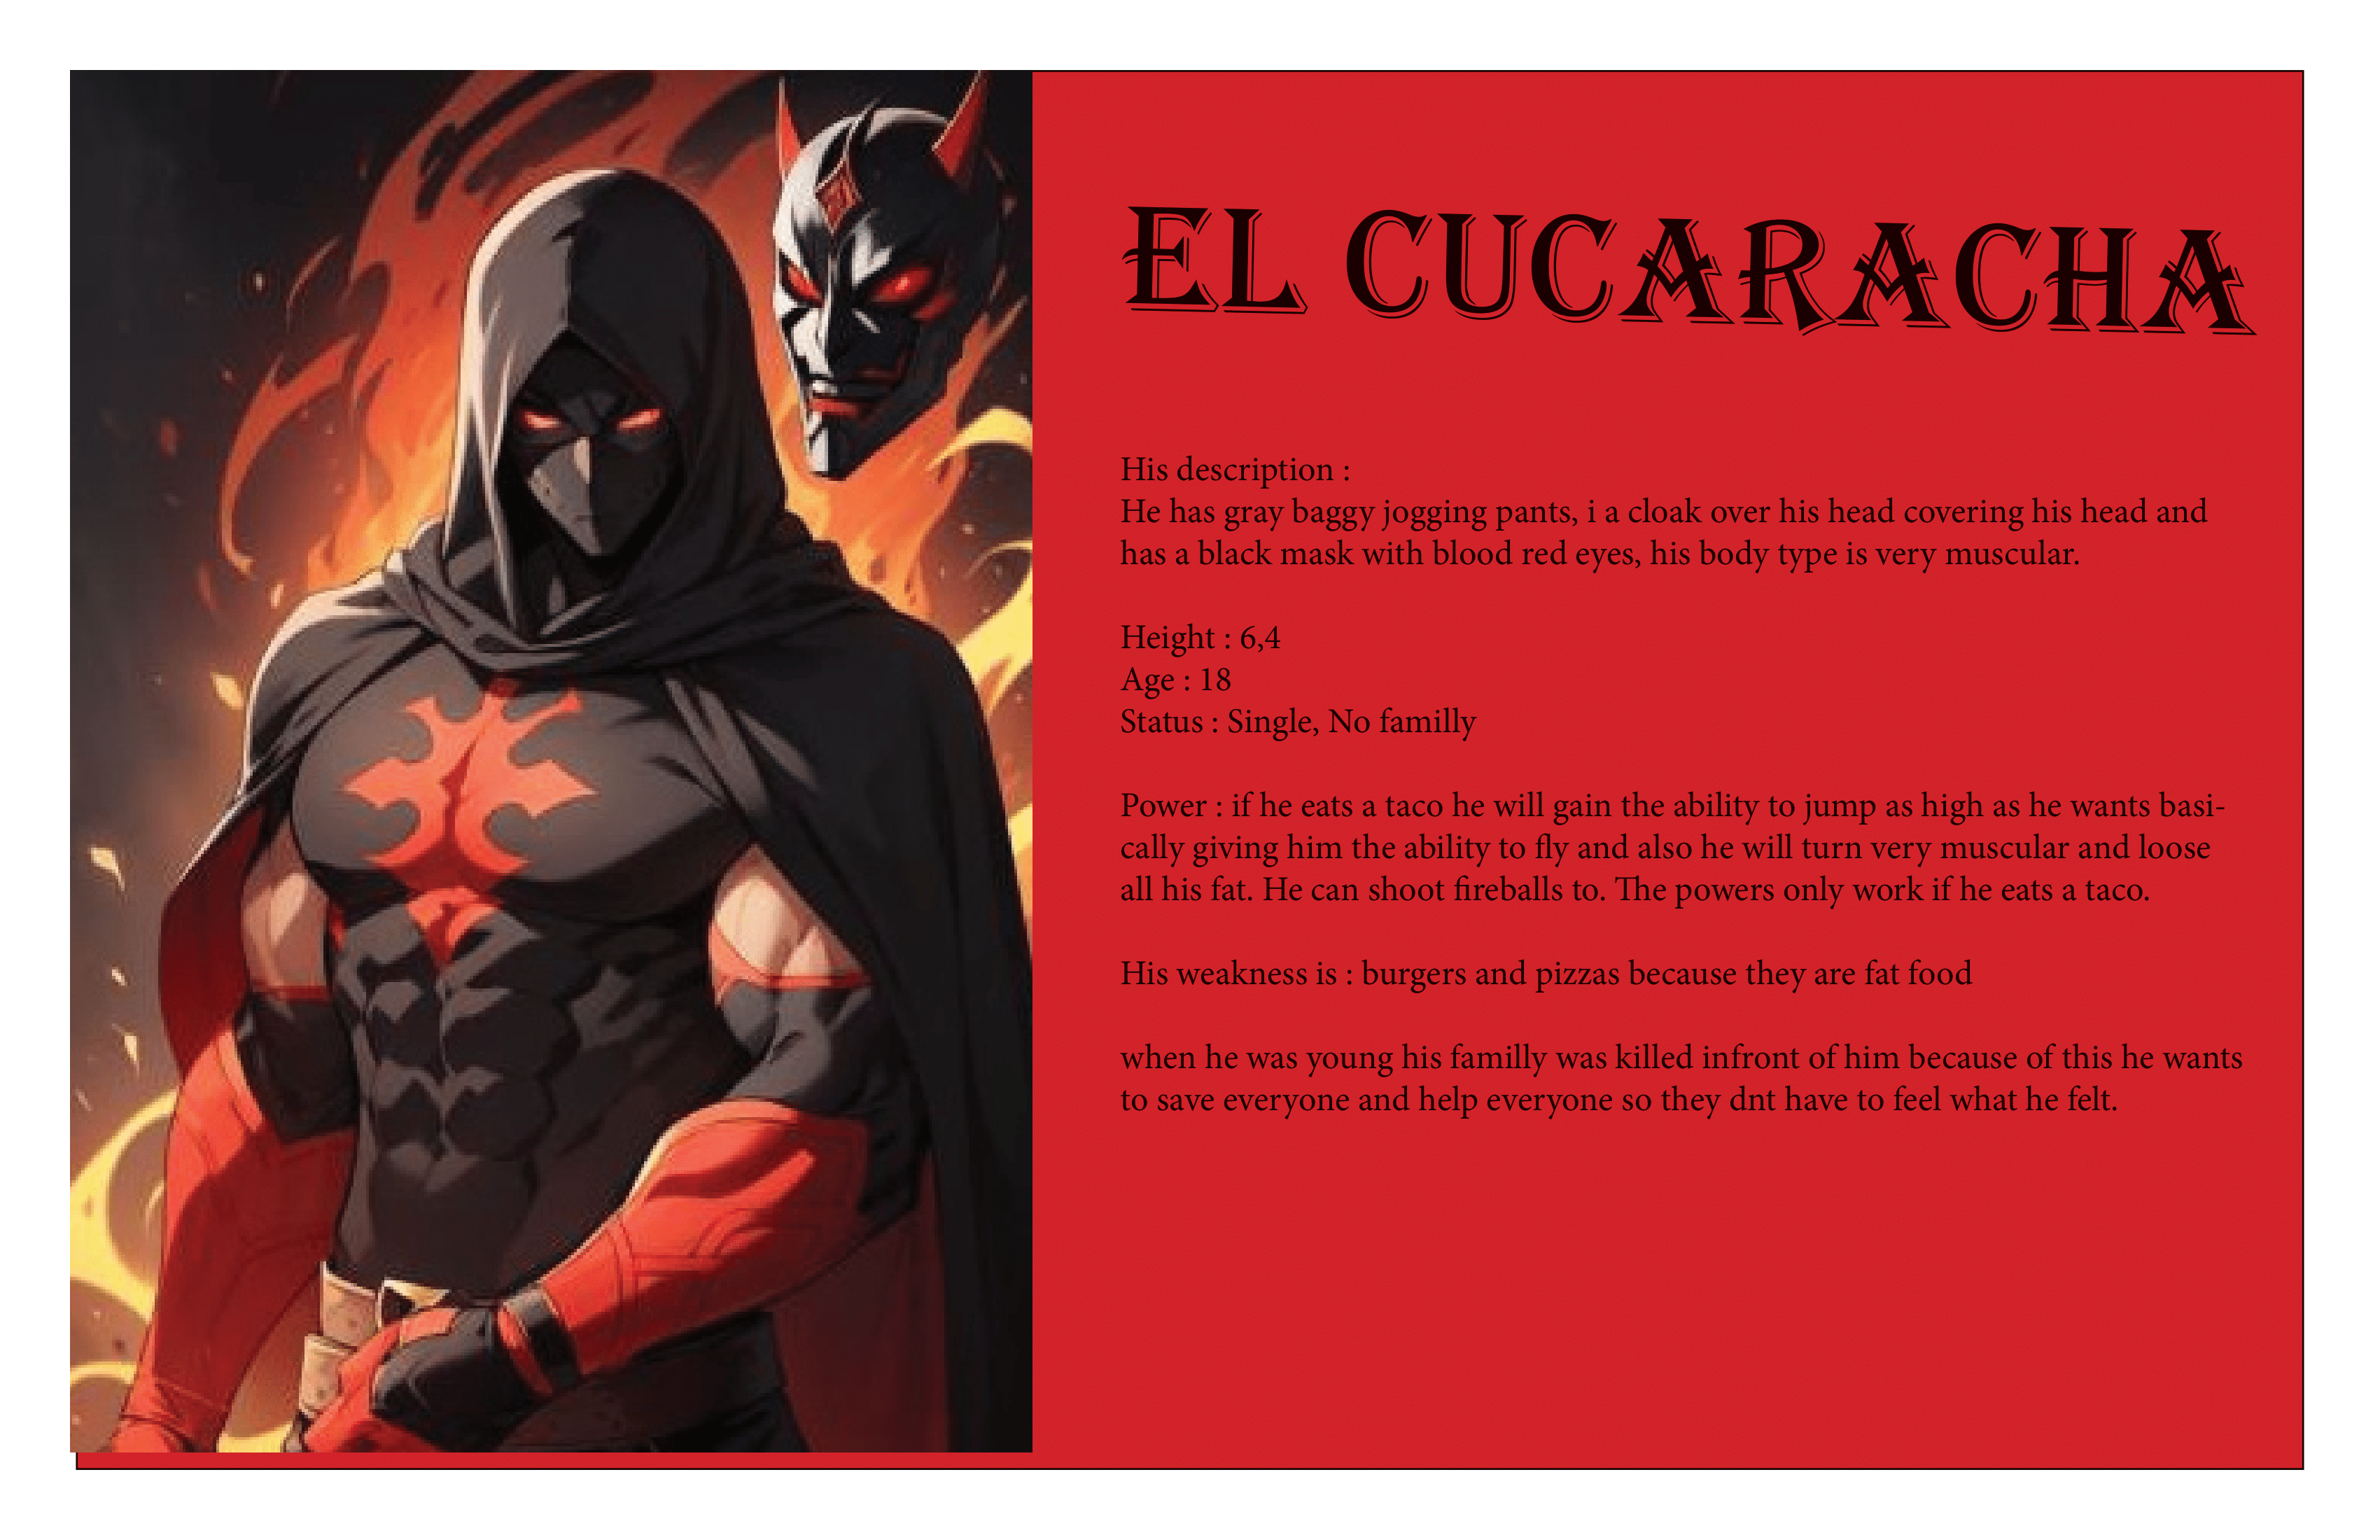 EL CUCARACHA
His description :
He has gray baggy jogging pants, i a cloak over his head covering his head and
has a black mask with blood red eyes, his body type is very muscular.
Height : 6,4
Age : 18
Status : Single, No familly
Power : if he eats a taco he will gain the ability to jump as high as he wants basi-
cally giving him the ability to fly and also he will turn very muscular and loose
all his fat. He can shoot fireballs to. The powers only work if he eats a taco.
His weakness is : burgers and pizzas because they are fat food
when he was young his familly was killed infront of him because of this he wants
to save everyone and help everyone so they dnt have to feel what he felt.